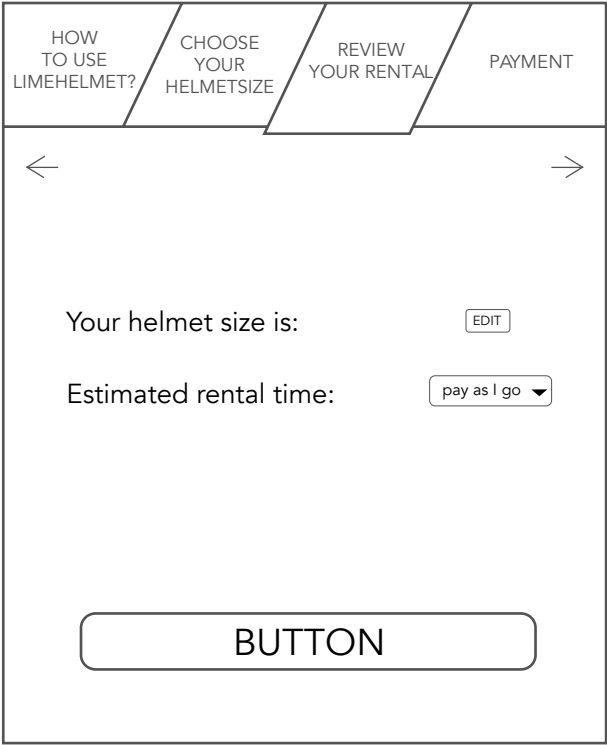 HOW
TO USE
LIMEHELMET?
CHOOSE
YOUR
HELMETSIZE
REVIEW
YOUR RENTAL
PAYMENT
Your helmet size is:
EDIT
Estimated rental time:
pay as I go
BUTTON